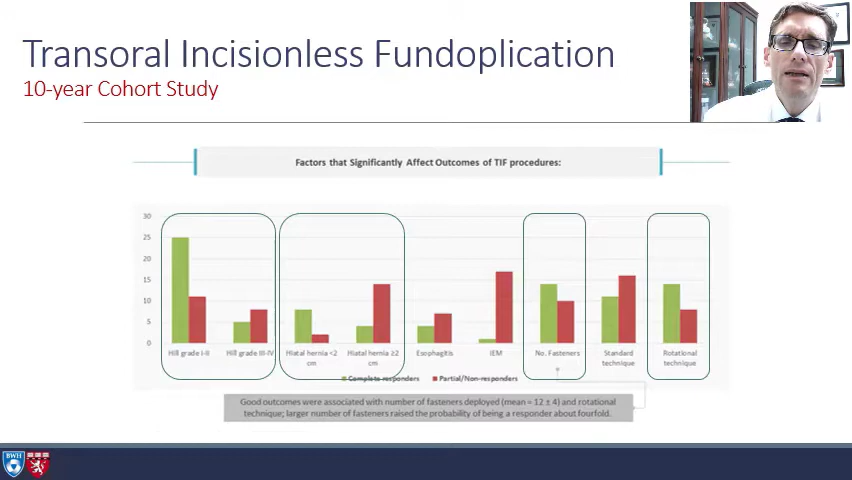 Transoral Incisionless Fundoplication
10-year Cohort Study
Factors that Significantly Affect Outcomes of TIF procedures:
30
25
20
15
10
5
0
Hill grade I-II
Hill grade III-IV
Hiatal hernia <2 cm
Hiatal hernia ≥2 cm
Esophagitis
IEM
No. Fasteners
Standard technique
Rotational technique
Complete responders
Partial/Non-responders
Good outcomes were associated with number of fasteners deployed (mean = 12 ± 4) and rotational
technique; larger number of fasteners raised the probability of being a responder about fourfold.
BWH